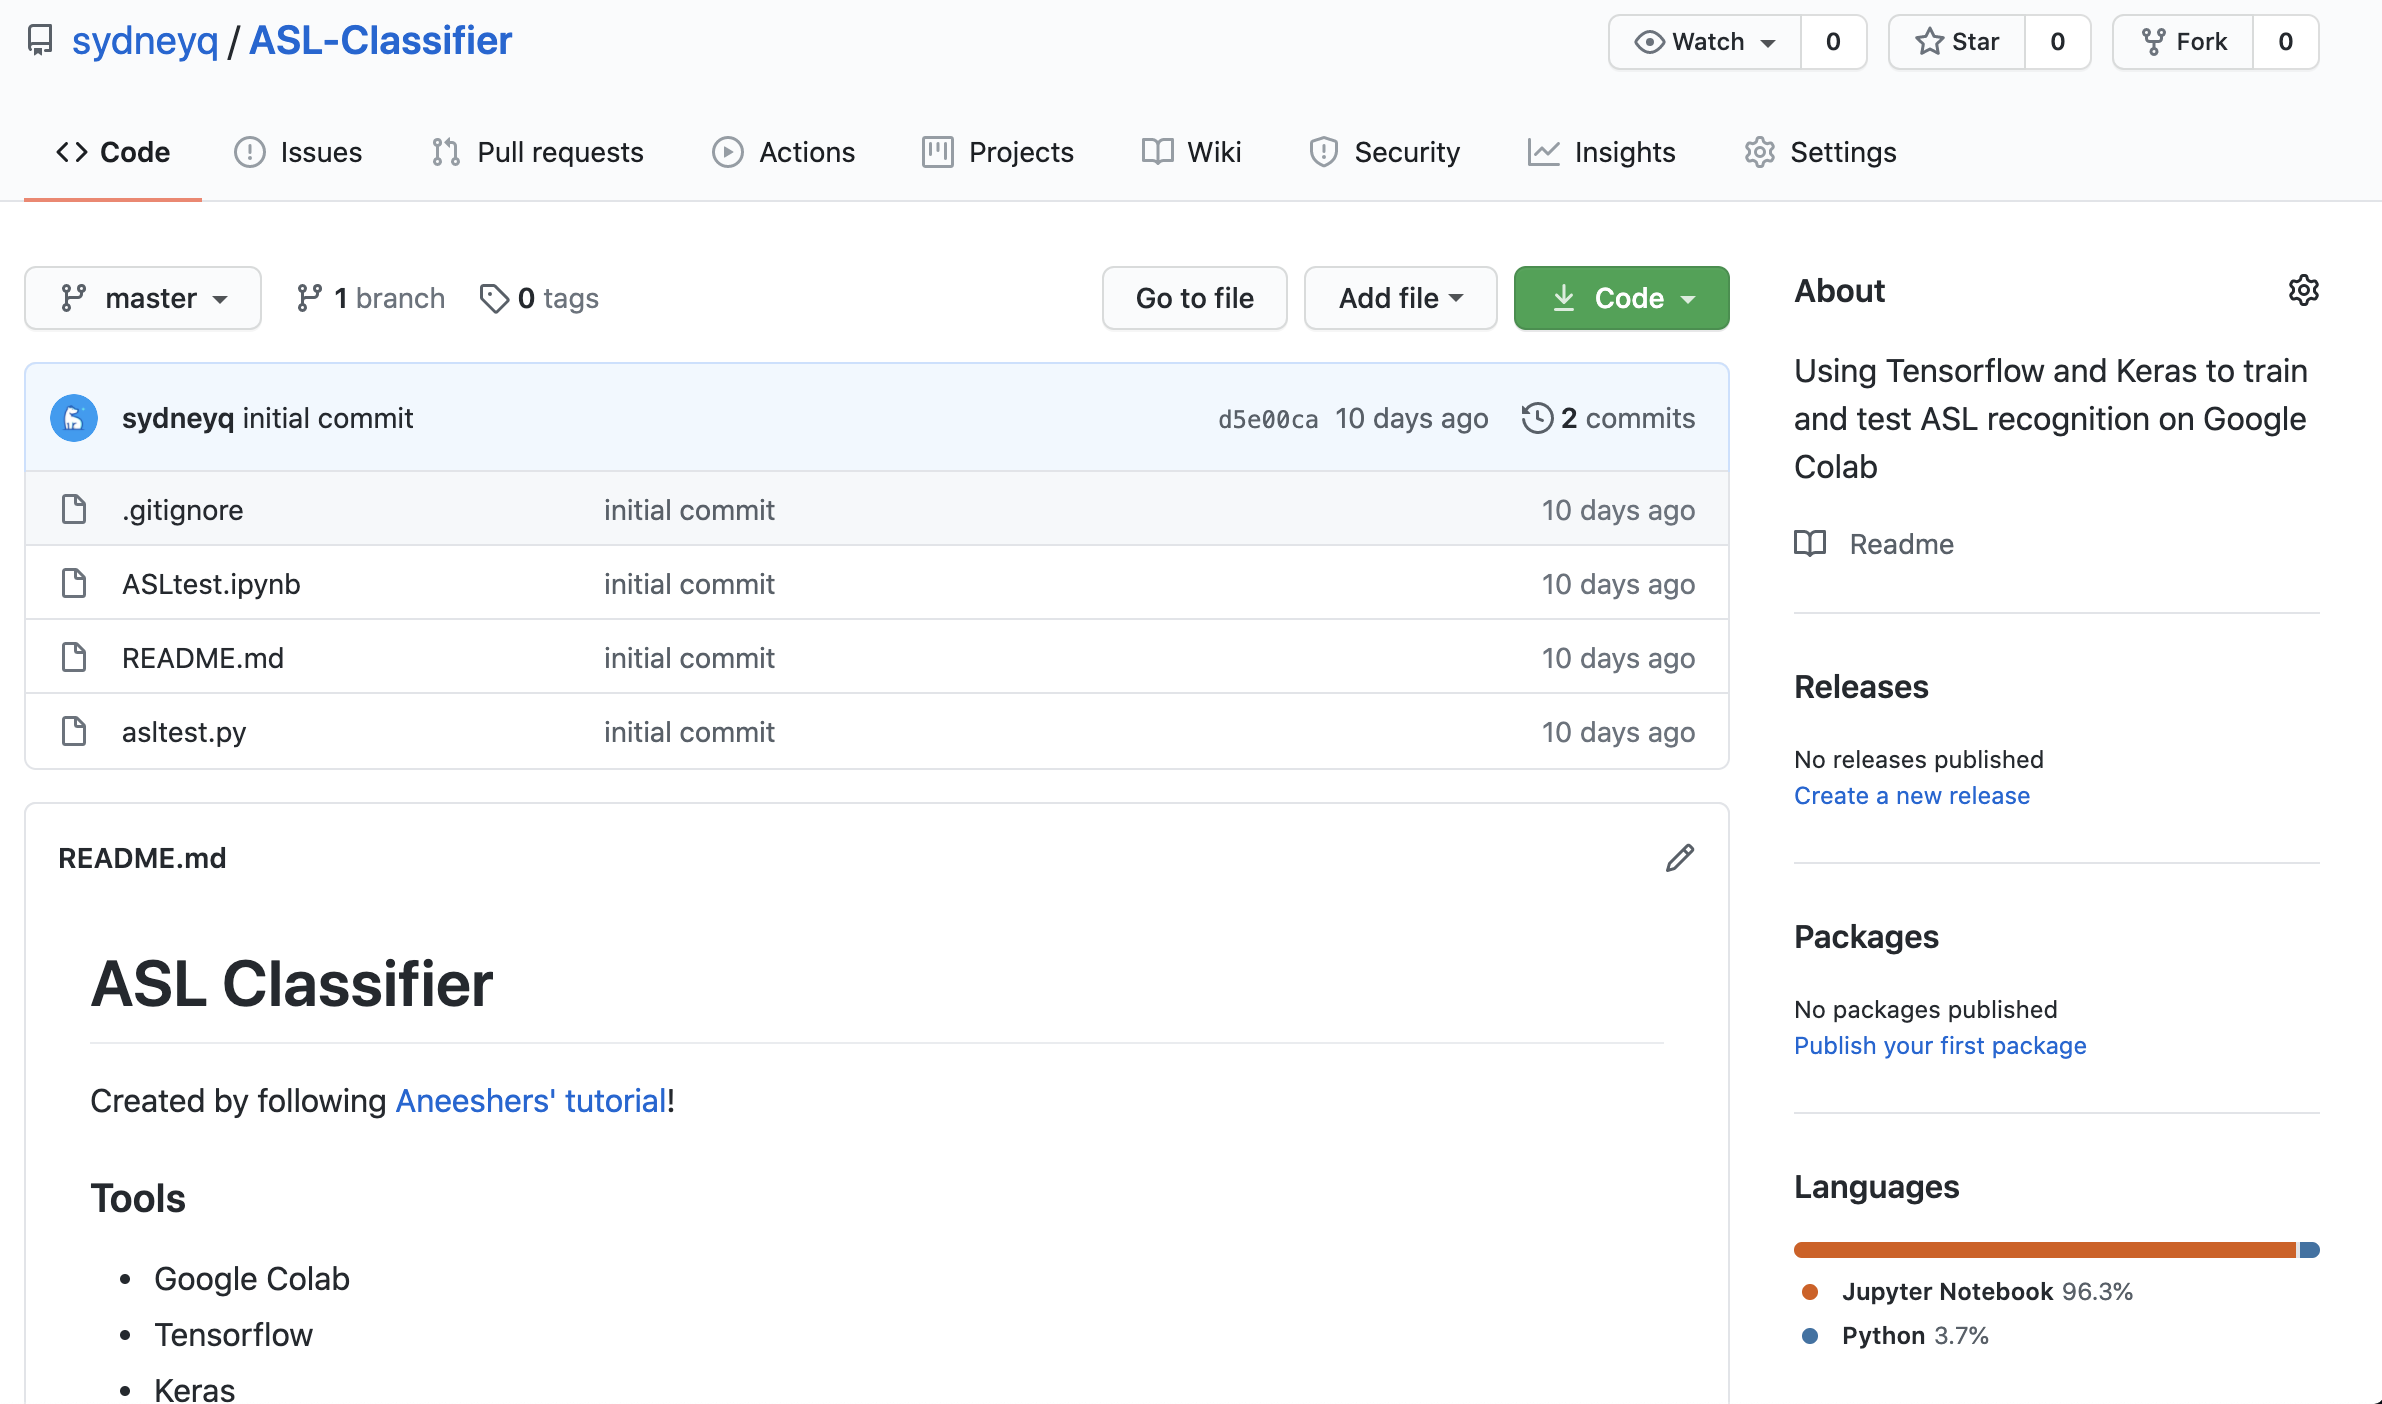 sydneyq / ASL-Classifier
Watch 0 Star 0 Fork 0
Code Issues Pull requests Actions Projects Wiki Security Insights Settings
master 1 branch 0 tags Go to file Add file Code
sydneyq initial commit d5e00ca 10 days ago 2 commits
.gitignore initial commit 10 days ago
ASLtest.ipynb initial commit 10 days ago
README.md initial commit 10 days ago
asltest.py initial commit 10 days ago
README.md
ASL Classifier
Created by following Aneeshers' tutorial!
Tools
Google Colab
Tensorflow
Keras
About
Using Tensorflow and Keras to train
and test ASL recognition on Google
Colab
Readme
Releases
No releases published
Create a new release
Packages
No packages published
Publish your first package
Languages
Jupyter Notebook 96.3%
Python 3.7%